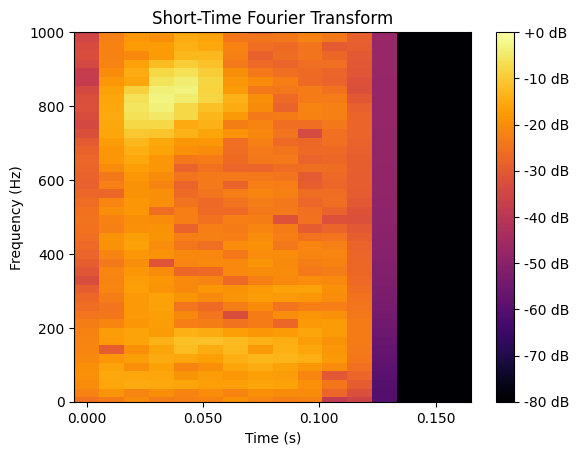 Short-Time Fourier Transform
1000
800
600
400
200
0
Frequency (Hz)
0.000
0.050
0.100
0.150
Time (s)
+0 dB
-10 dB
-20 dB
-30 dB
-40 dB
-50 dB
-60 dB
-70 dB
-80 dB